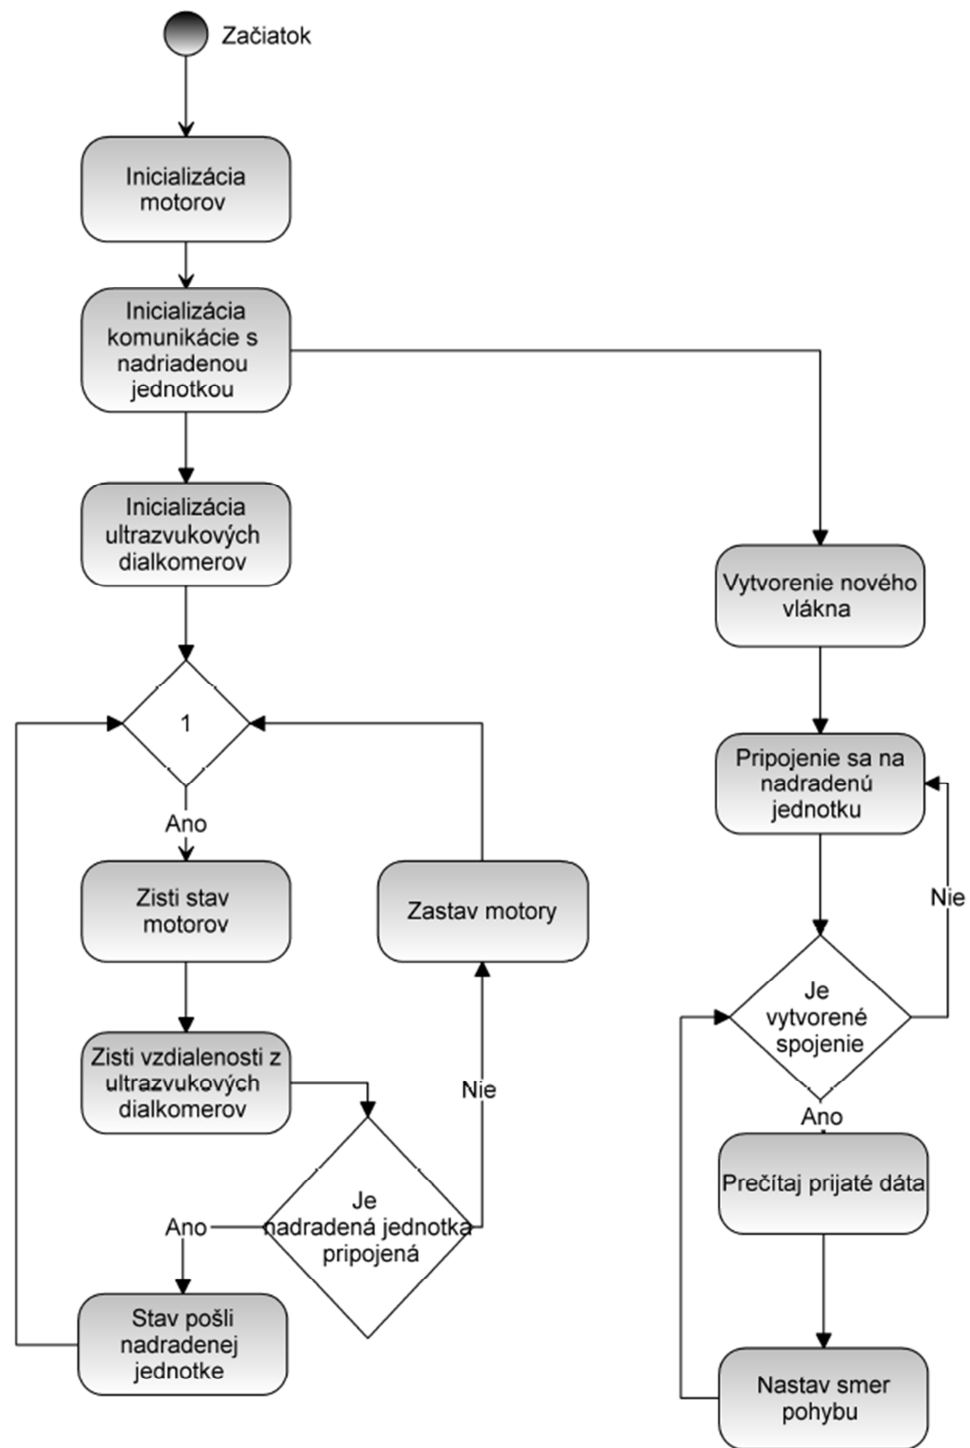 Začiatok
Inicializácia
motorov
Inicializácia
komunikácie s
nadriadenou
jednotkou
Inicializácia
ultrazvukových
dialkomerov
1
Ano
Zisti stav
motorov
Zisti vzdialenosti z
ultrazvukových
dialkomerov
Je
nadradená jednotka
pripojená
Ano
Stav pošli
nadradenej
jednotke
Nie
Zastav motory
Vytvorenie nového
vlákna
Pripojenie sa na
nadradenú
jednotku
Nie
Je
vytvorené
spojenie
Ano
Prečítaj prijaté dáta
Nastav smer
pohybu